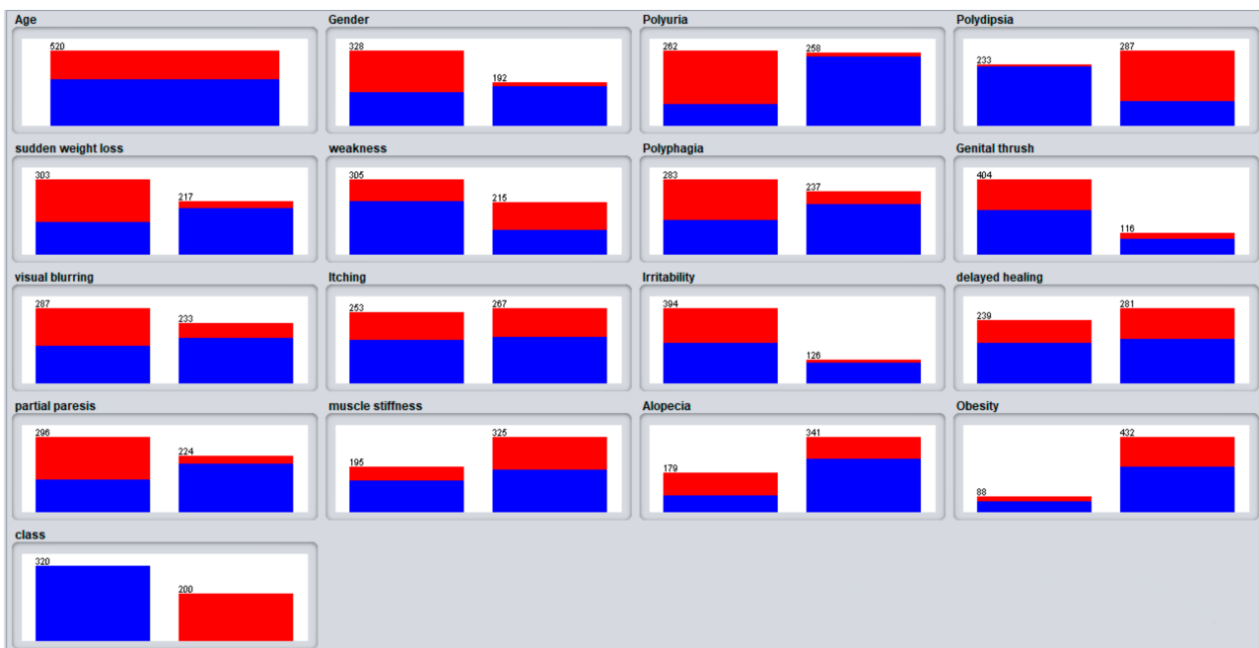 Age Gender Polyuria Polydipsia
520 328 192 262 258 233 287
sudden weight loss weakness Polyphagia Genital thrush
303 217 305 215 283 237 404 116
visual blurring Itching Irritability delayed healing
287 233 253 267 394 126 239 281
partial paresis muscle stiffness Alopecia Obesity
296 224 195 325 179 341 88 432
class
320 200